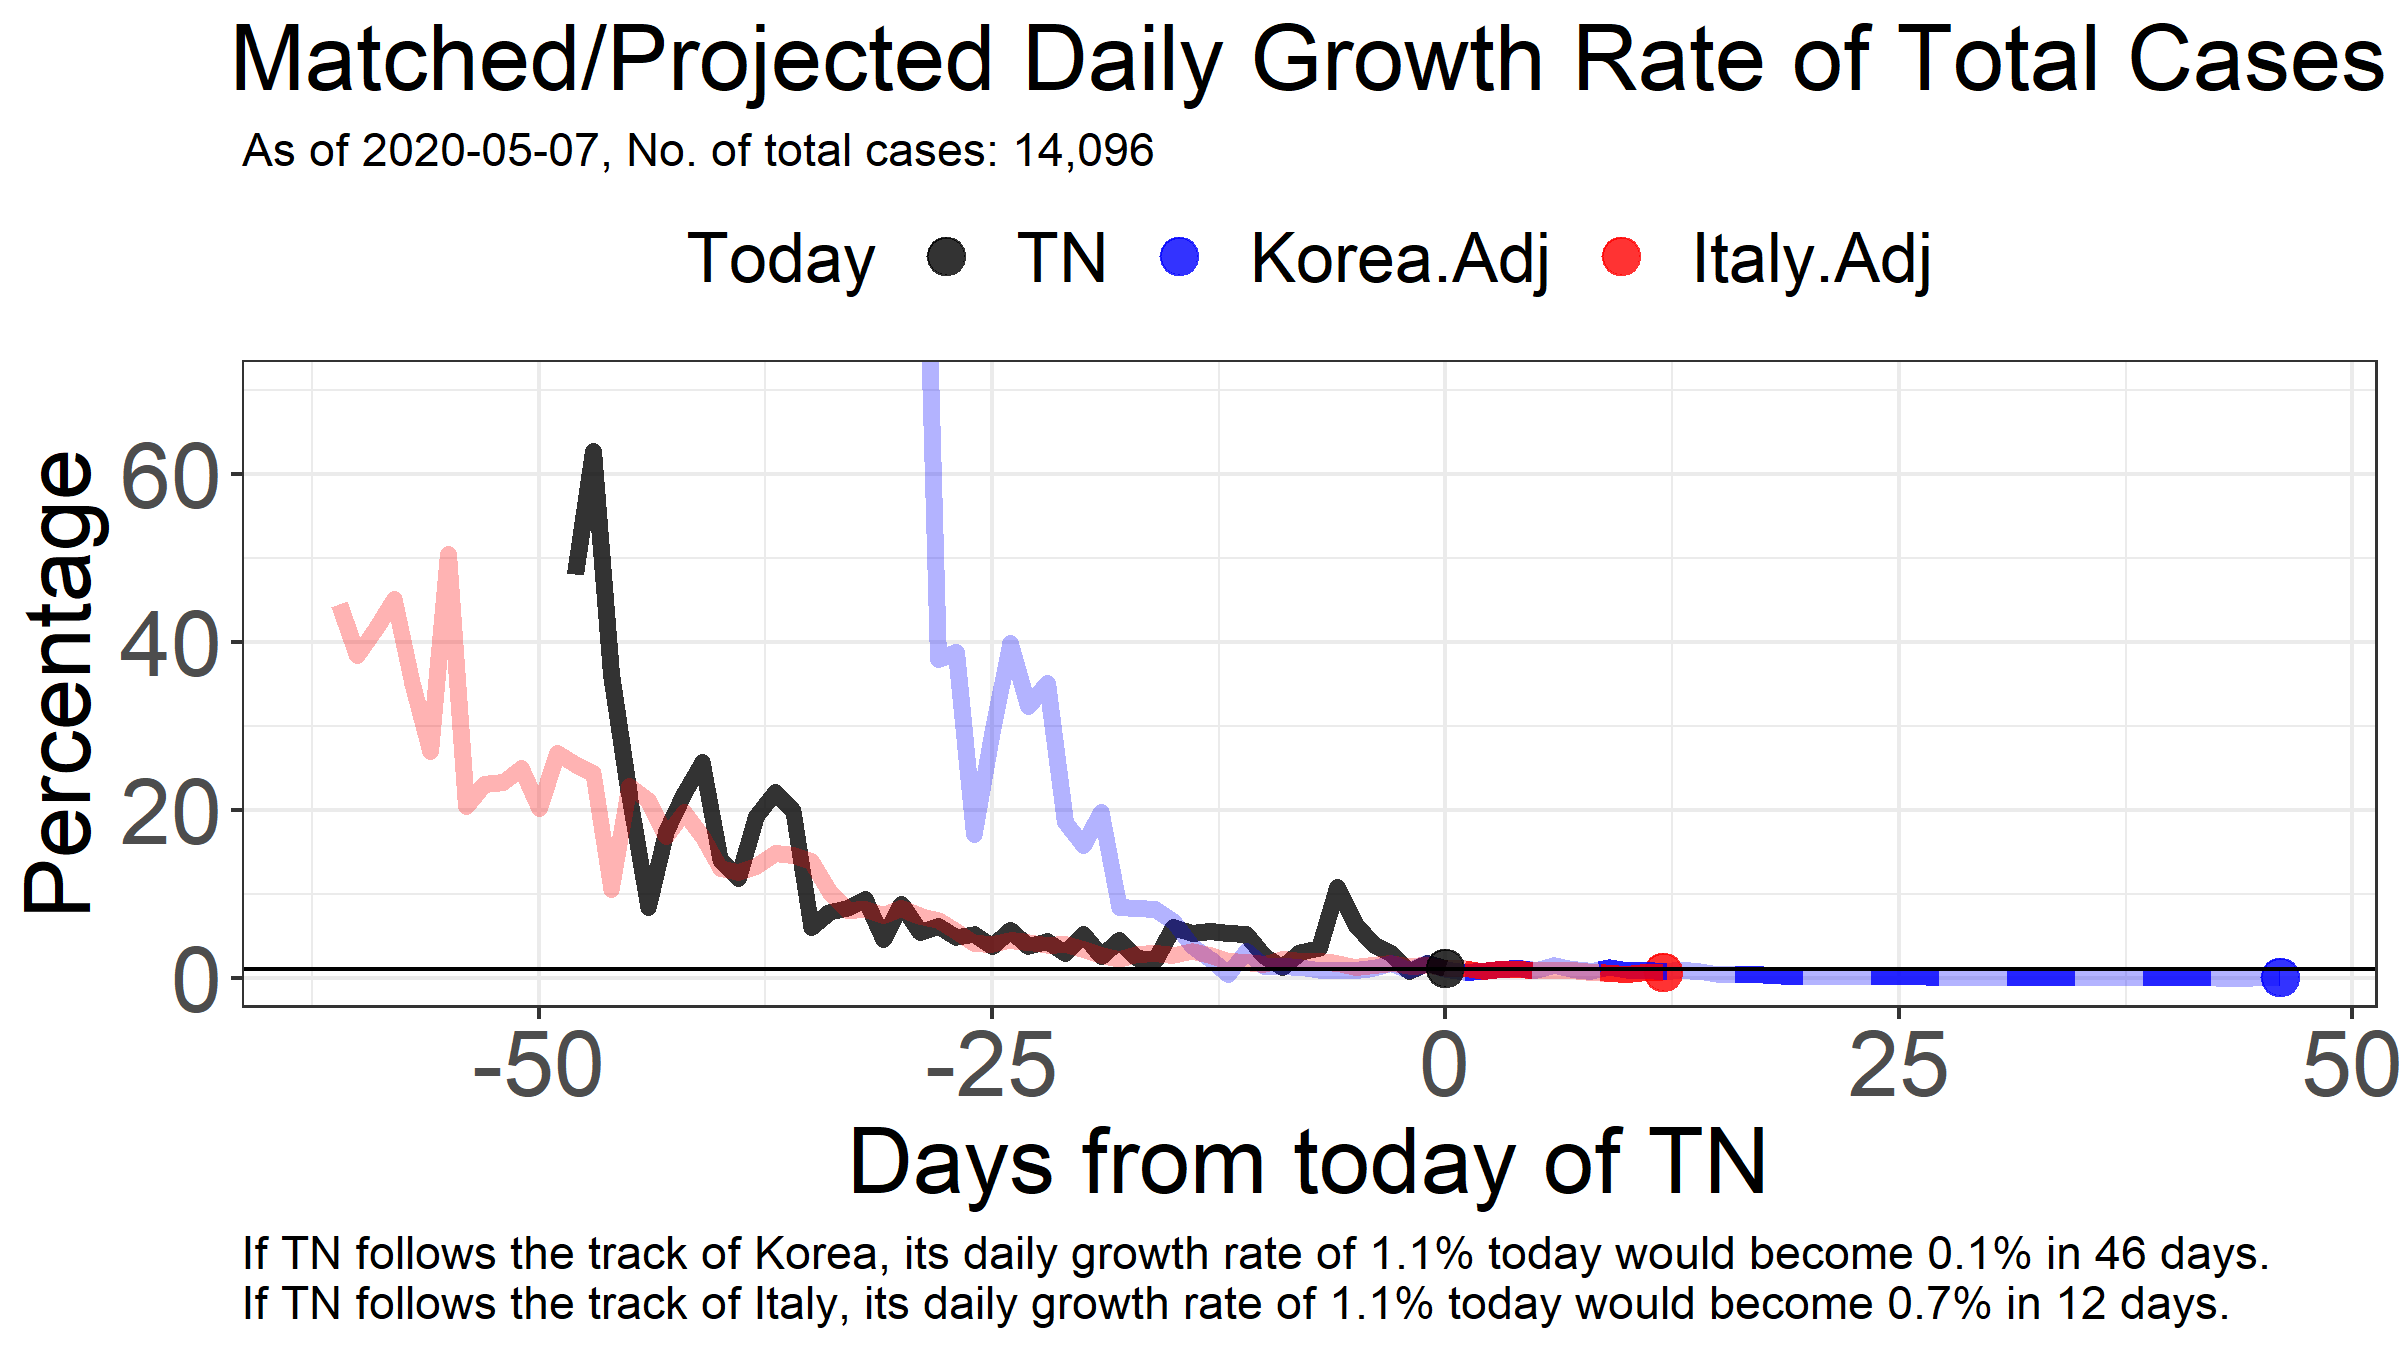 Matched/Projected Daily Growth Rate of Total Cases
As of 2020-05-07, No. of total cases: 14,096
Today TN Korea.Adj Italy.Adj
Percentage
60
40
20
0
-50 -25 0 25 50
Days from today of TN
If TN follows the track of Korea, its daily growth rate of 1.1% today would become 0.1% in 46 days.
If TN follows the track of Italy, its daily growth rate of 1.1% today would become 0.7% in 12 days.